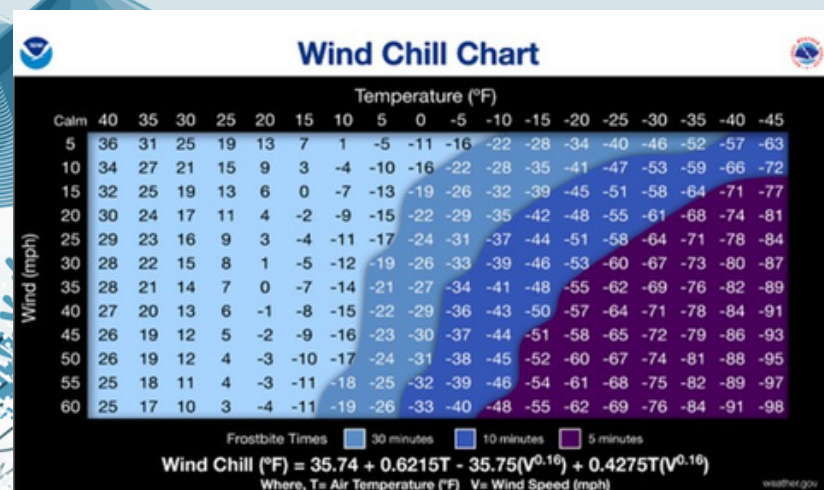 Wind Chill Chart
Temperature (°F)
Calm 40 35 30 25 20 15 10 5 0 -5 -10 -15 -20 -25 -30 -35 -40 -45
5 36 31 25 19 13 7 1 -5 -11 -16 -22 -28 -34 -40 -46 -52 -57 -63
10 34 27 21 15 9 3 -4 -10 -16 -22 -28 -35 -41 -47 -53 -59 -66 -72
15 32 25 19 13 6 0 -7 -13 -19 -26 -32 -39 -45 -51 -58 -64 -71 -77
20 30 24 17 11 4 -2 -9 -15 -22 -29 -35 -42 -48 -55 -61 -68 -74 -81
25 29 23 16 9 3 -4 -11 -17 -24 -31 -37 -44 -51 -58 -64 -71 -78 -84
30 28 22 15 8 1 -5 -12 -19 -26 -33 -39 -46 -53 -60 -67 -73 -80 -87
35 28 21 14 7 0 -7 -14 -21 -27 -34 -41 -48 -55 -62 -69 -76 -82 -89
40 27 20 13 6 -1 -8 -15 -22 -29 -36 -43 -50 -57 -64 -71 -78 -84 -91
45 26 19 12 5 -2 -9 -16 -23 -30 -37 -44 -51 -58 -65 -72 -79 -86 -93
50 26 19 12 4 -3 -10 -17 -24 -31 -38 -45 -52 -60 -67 -74 -81 -88 -95
55 25 18 11 4 -3 -11 -18 -25 -32 -39 -46 -54 -61 -68 -75 -82 -89 -97
60 25 17 10 3 -4 -11 -19 -26 -33 -40 -48 -55 -62 -69 -76 -84 -91 -98
Wind (mph)
Frostbite Times 30 minutes 10 minutes 5 minutes
Wind Chill (°F) = 35.74 + 0.6215T - 35.75(V^0.16) + 0.4275T(V^0.16)
Where, T= Air Temperature (°F) V= Wind Speed (mph)
weather.gov